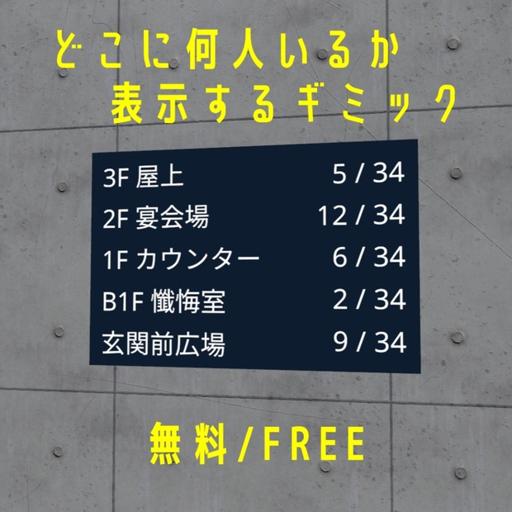 どこに何人いるか
表示するギミック
3F 屋上 5 / 34
2F 宴会場 12 / 34
1F カウンター 6 / 34
B1F 懺悔室 2 / 34
玄関前広場 9 / 34
無料/FREE